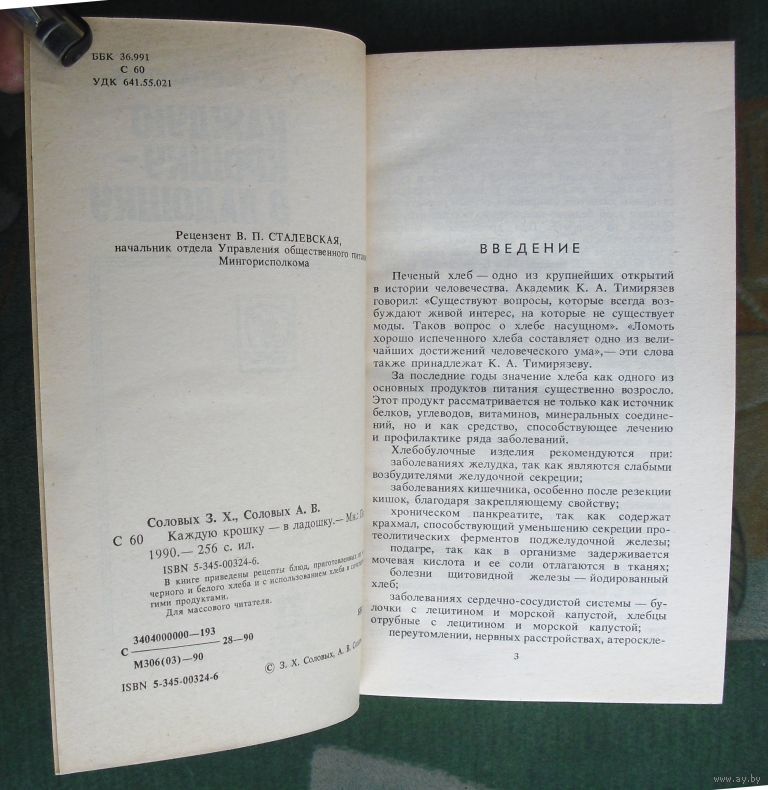 ББК 36.991
С 60
УДК 641.55.021
Рецензент В. П. СТАЛЕВСКАЯ,
начальник отдела Управления общественного
Мингорисполкома
Соловых З. Х., Соловых А. В.
С 60 Каждую крошку — в ладошку.— Мн.:
1990.— 256 с. ил.
ISBN 5-345-00324-6.
В книге приведены рецепты блюд, приготовленных
черного и белого хлеба и с использованием хлеба в
гими продуктами.
Для массового читателя.
3404000000—193
С 28—90
М306(03)—90
ISBN 5-345-00324-6
© З. Х. Соловых, А. В.
ВВЕДЕНИЕ
Печеный хлеб — одно из крупнейших открытий
в истории человечества. Академик К. А. Тимирязев
говорил: «Существуют вопросы, которые всегда воз-
буждают живой интерес, на которые не существует
моды. Таков вопрос о хлебе насущном». «Ломоть
хорошо испеченного хлеба составляет одно из вели-
чайших достижений человеческого ума»,— эти слова
также принадлежат К. А. Тимирязеву.
За последние годы значение хлеба как одного из
основных продуктов питания существенно возросло.
Этот продукт рассматривается не только как источник
белков, углеводов, витаминов, минеральных соедине-
ний, но и как средство, способствующее лечению
и профилактике ряда заболеваний.
Хлебобулочные изделия рекомендуются при:
заболеваниях желудка, так как являются слабыми
возбудителями желудочной секреции;
заболеваниях кишечника, особенно после резекции
кишок, благодаря закрепляющему свойству;
хроническом панкреатите, так как содержат
крахмал, способствующий уменьшению секреции про-
теолитических ферментов поджелудочной железы;
подагре, так как в организме задерживается
мочевая кислота и ее соли отлагаются в тканях;
болезни щитовидной железы — йодированный
хлеб;
заболеваниях сердечно-сосудистой системы — бу-
лочки с лецитином и морской капустой, хлебцы
отрубные с лецитином и морской капустой;
переутомлении, нервных расстройствах, атероскле-
3
www.ay.by